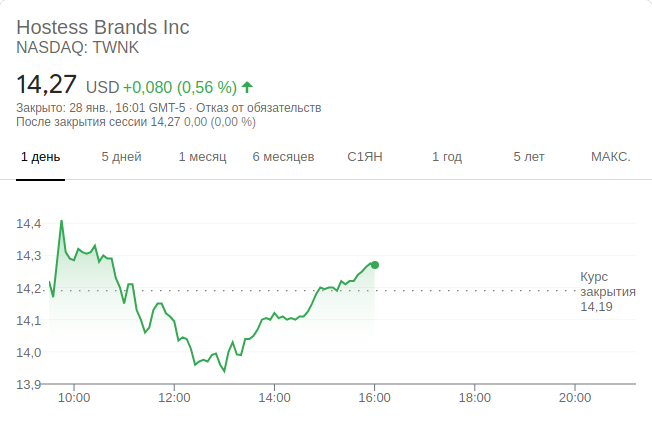 Hostess Brands Inc
NASDAQ: TWNK
14,27 USD +0,080 (0,56 %)
Закрыто: 28 янв., 16:01 GMT-5 · Отказ от обязательств
После закрытия сессии 14,27 0,00 (0,00 %)
1 день 5 дней 1 месяц 6 месяцев С1ЯН 1 год 5 лет МАКС.
14,4
14,3
14,2
14,1
14,0
13,9
Курс
закрытия
14,19
10:00 12:00 14:00 16:00 18:00 20:00